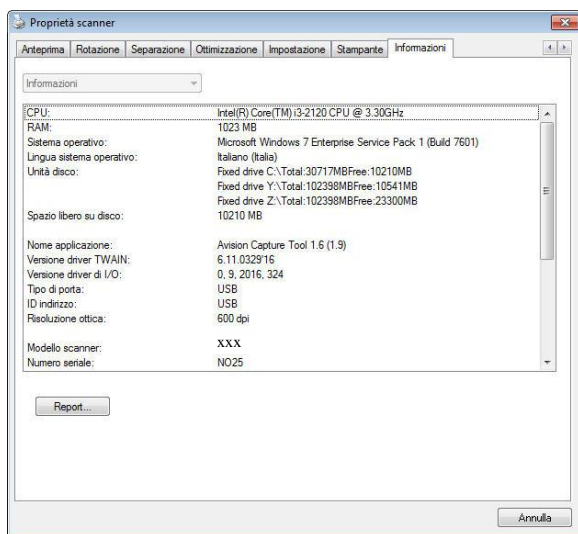 Proprietà scanner
Anteprima Rotazione Separazione Ottimizzazione Impostazione Stampante Informazioni
Informazioni
CPU: Intel(R) Core(TM) i3-2120 CPU @ 3.30GHz
RAM: 1023 MB
Sistema operativo: Microsoft Windows 7 Enterprise Service Pack 1 (Build 7601)
Lingua sistema operativo: Italiano (Italia)
Unità disco: Fixed drive C:\Total:30717MBFree:10210MB
Fixed drive Y:\Total:102398MBFree:10541MB
Fixed drive Z:\Total:102398MBFree:23300MB
Spazio libero su disco: 10210 MB
Nome applicazione: Avision Capture Tool 1.6 (1.9)
Versione driver TWAIN: 6.11.0329'16
Versione driver di I/O: 0, 9, 2016, 324
Tipo di porta: USB
ID indirizzo: USB
Risoluzione ottica: 600 dpi
Modello scanner: XXX
Numero seriale: NO25
Report...
Annulla